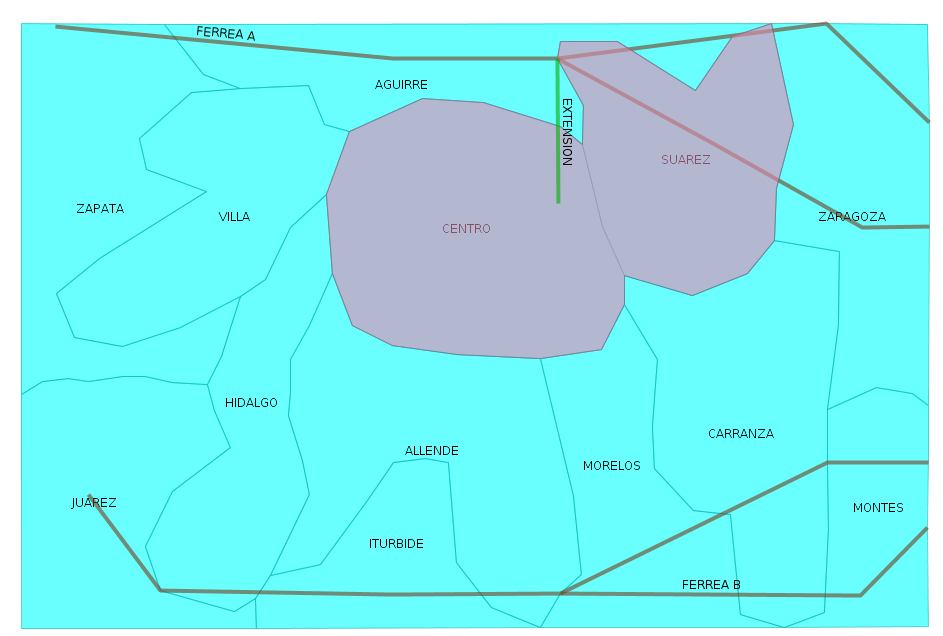 FERREA A
AGUIRRE
EXTENSION
SUAREZ
ZAPATA
VILLA
ZARAGOZA
CENTRO
HIDALGO
CARRANZA
ALLENDE
MORELOS
JUAREZ
MONTES
ITURBIDE
FERREA B